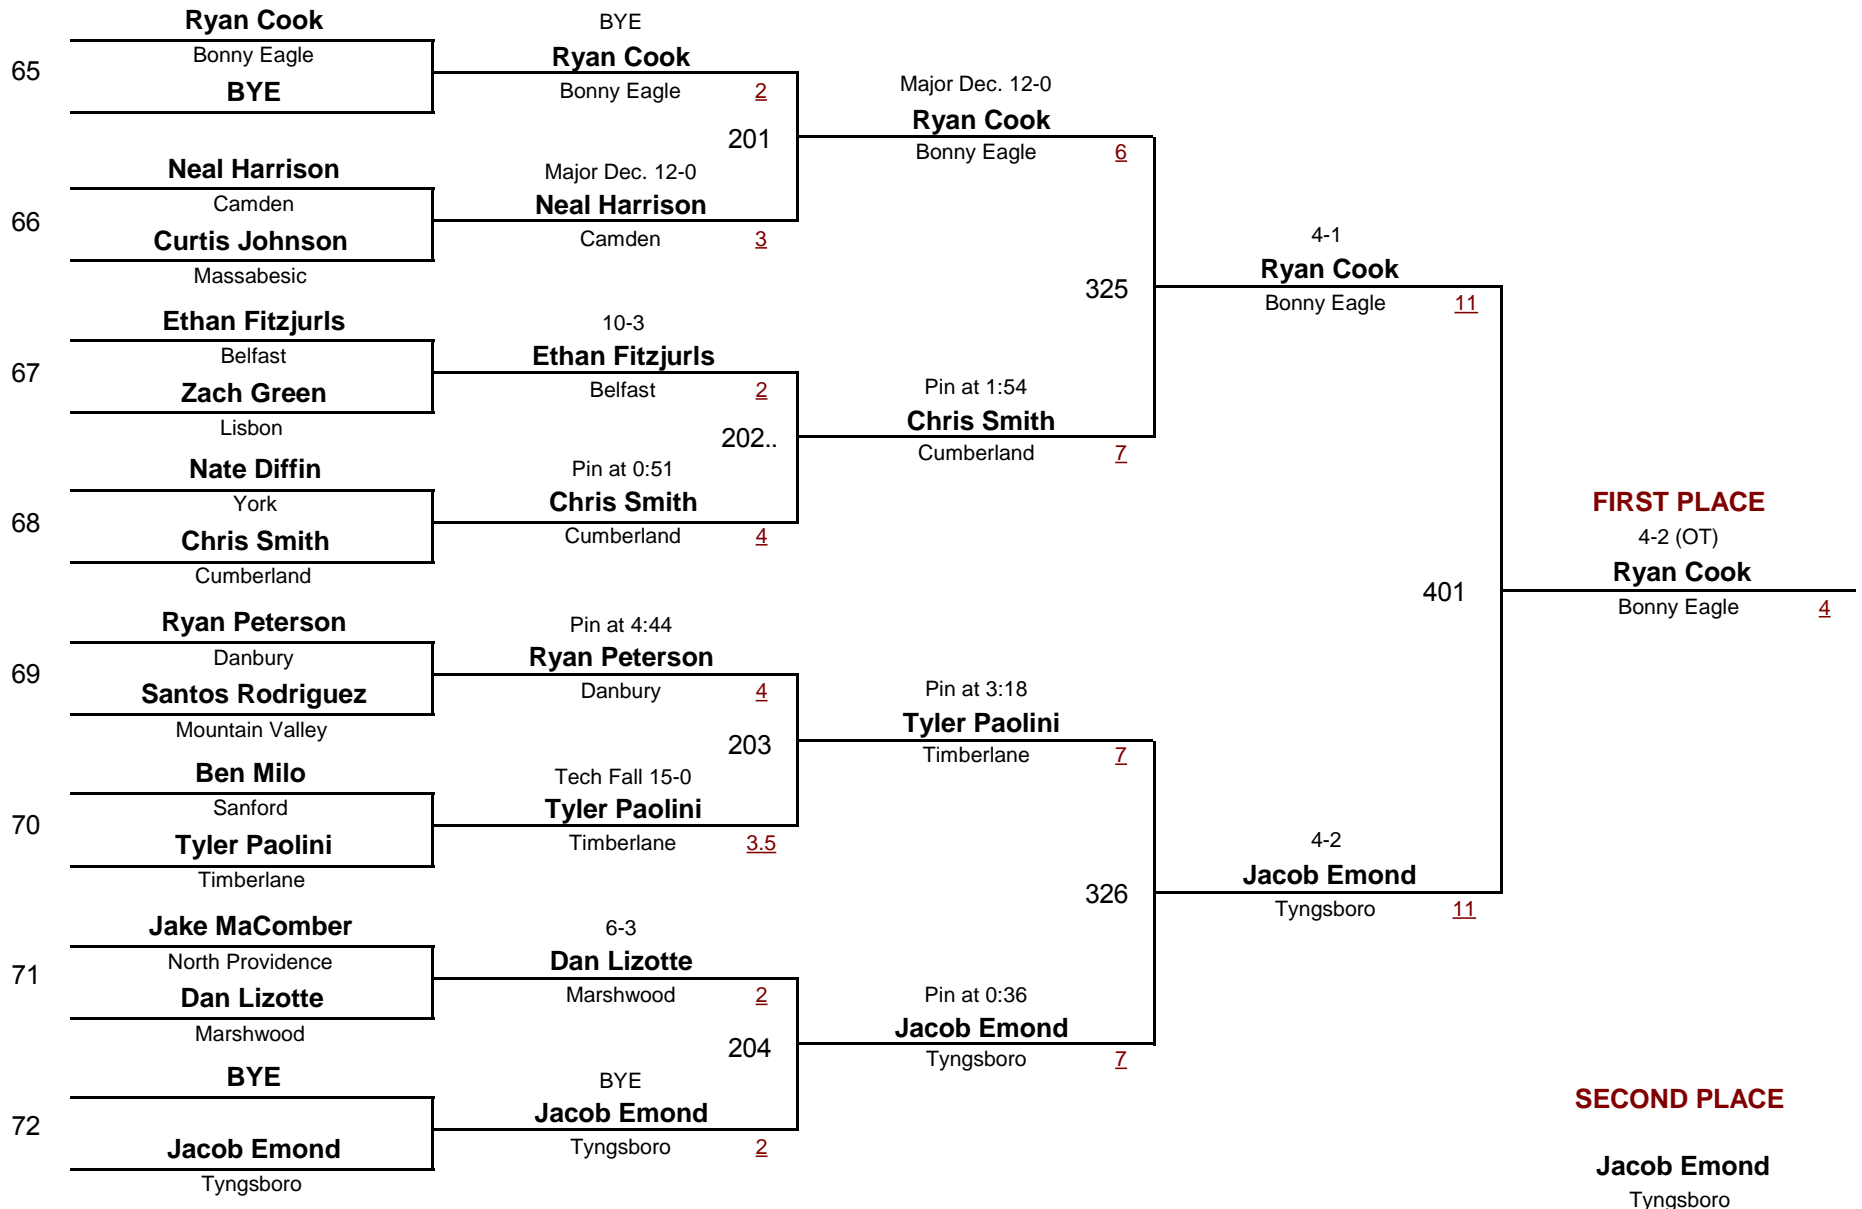 Ryan Cook
Bonny Eagle
65
BYE
Neal Harrison
Camden
66
Curtis Johnson
Massabesic
Ethan Fitzjurls
Belfast
67
Zach Green
Lisbon
Nate Diffin
York
68
Chris Smith
Cumberland
Ryan Peterson
Danbury
69
Santos Rodriguez
Mountain Valley
Ben Milo
Sanford
70
Tyler Paolini
Timberlane
Jake MaComber
North Providence
71
Dan Lizotte
Marshwood
BYE
72
Jacob Emond
Tyngsboro
BYE
Ryan Cook
Bonny Eagle 2
201
Major Dec. 12-0
Neal Harrison
Camden 3
10-3
Ethan Fitzjurls
Belfast 2
202..
Pin at 0:51
Chris Smith
Cumberland 4
Pin at 4:44
Ryan Peterson
Danbury 4
203
Tech Fall 15-0
Tyler Paolini
Timberlane 3.5
6-3
Dan Lizotte
Marshwood 2
204
BYE
Jacob Emond
Tyngsboro 2
Major Dec. 12-0
Ryan Cook
Bonny Eagle 6
325
Pin at 1:54
Chris Smith
Cumberland 7
Pin at 3:18
Tyler Paolini
Timberlane 7
326
Pin at 0:36
Jacob Emond
Tyngsboro 7
4-1
Ryan Cook
Bonny Eagle 11
401
4-2
Jacob Emond
Tyngsboro 11
FIRST PLACE
4-2 (OT)
Ryan Cook
Bonny Eagle 4
SECOND PLACE
Jacob Emond
Tyngsboro